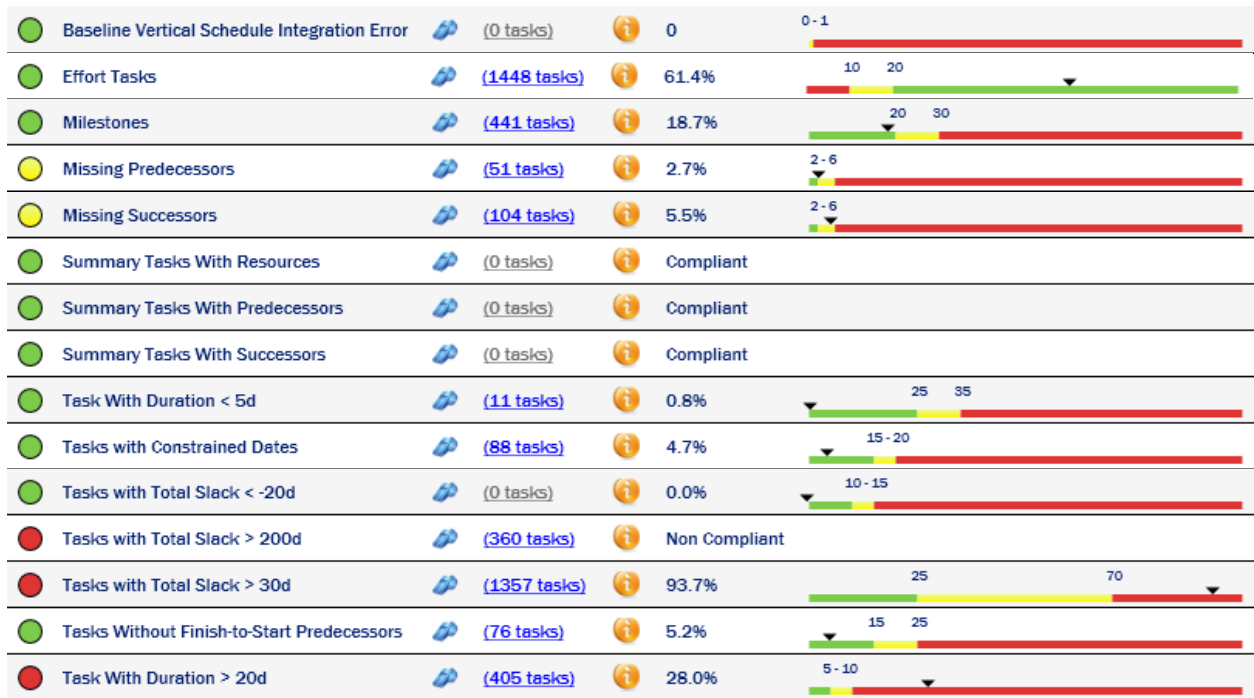 Baseline Vertical Schedule Integration Error (0 tasks) i 0 0 - 1
Effort Tasks (1448 tasks) i 61.4% 10 20
Milestones (441 tasks) i 18.7% 20 30
Missing Predecessors (51 tasks) i 2.7% 2 - 6
Missing Successors (104 tasks) i 5.5% 2 - 6
Summary Tasks With Resources (0 tasks) i Compliant
Summary Tasks With Predecessors (0 tasks) i Compliant
Summary Tasks With Successors (0 tasks) i Compliant
Task With Duration < 5d (11 tasks) i 0.8% 25 35
Tasks with Constrained Dates (88 tasks) i 4.7% 15 - 20
Tasks with Total Slack < -20d (0 tasks) i 0.0% 10 - 15
Tasks with Total Slack > 200d (360 tasks) i Non Compliant
Tasks with Total Slack > 30d (1357 tasks) i 93.7% 25 70
Tasks Without Finish-to-Start Predecessors (76 tasks) i 5.2% 15 25
Task With Duration > 20d (405 tasks) i 28.0% 5 - 10